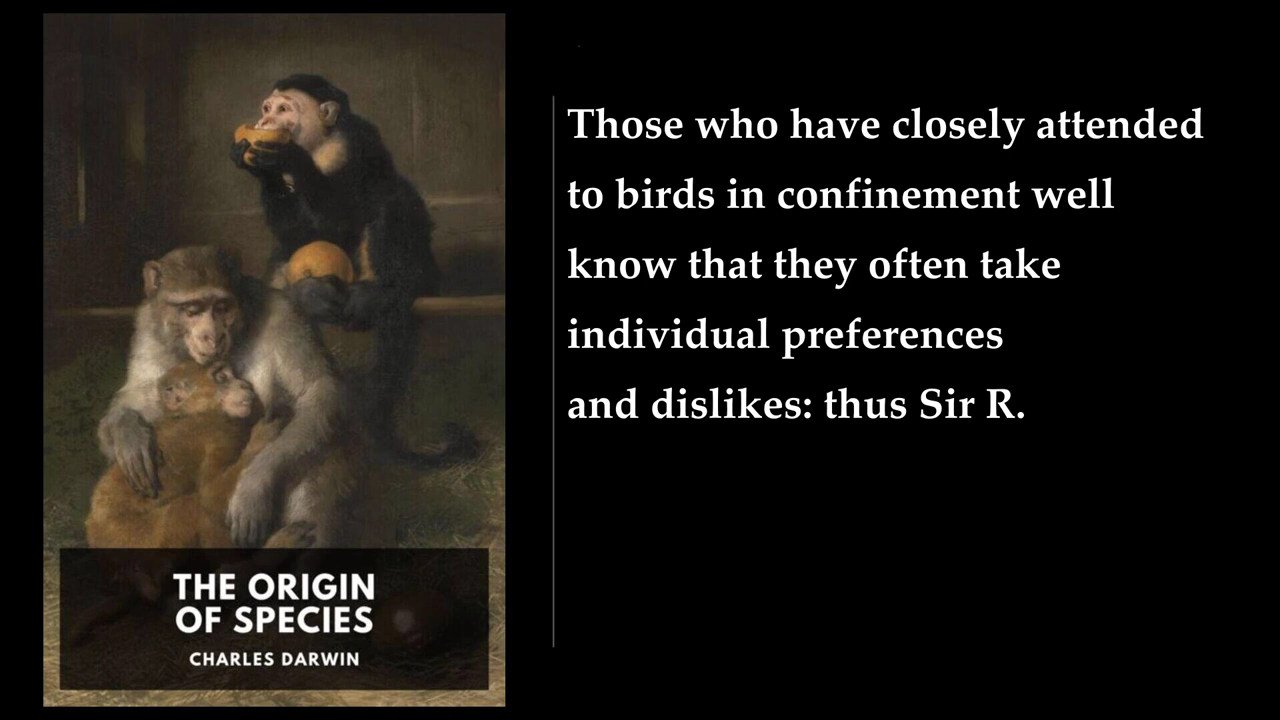 THE ORIGIN
OF SPECIES
CHARLES DARWIN
Those who have closely attended
to birds in confinement well
know that they often take
individual preferences
and dislikes: thus Sir R.